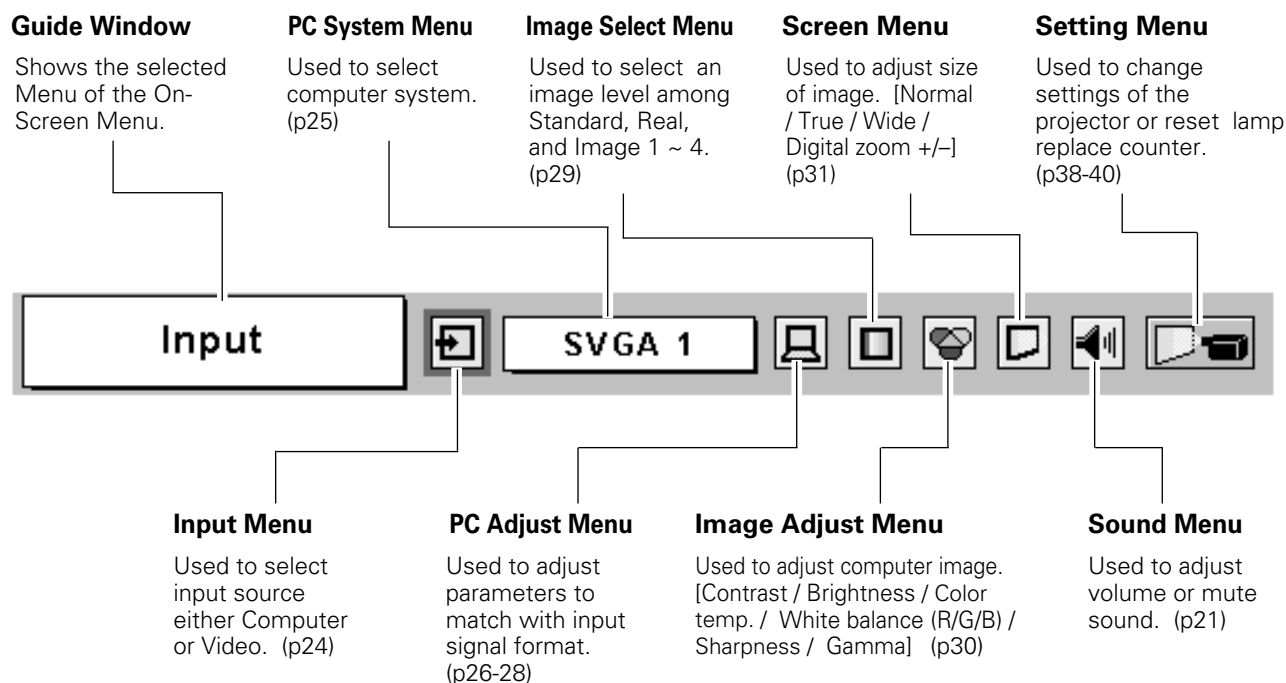 Guide Window
Shows the selected
Menu of the On-
Screen Menu.
PC System Menu
Used to select
computer system.
(p25)
Image Select Menu
Used to select an
image level among
Standard, Real,
and Image 1 ~ 4.
(p29)
Screen Menu
Used to adjust size
of image. [Normal
/ True / Wide /
Digital zoom +/–]
(p31)
Setting Menu
Used to change
settings of the
projector or reset lamp
replace counter.
(p38-40)
Input
SVGA 1
Input Menu
Used to select
input source
either Computer
or Video. (p24)
PC Adjust Menu
Used to adjust
parameters to
match with input
signal format.
(p26-28)
Image Adjust Menu
Used to adjust computer image.
[Contrast / Brightness / Color
temp. / White balance (R/G/B) /
Sharpness / Gamma] (p30)
Sound Menu
Used to adjust
volume or mute
sound. (p21)